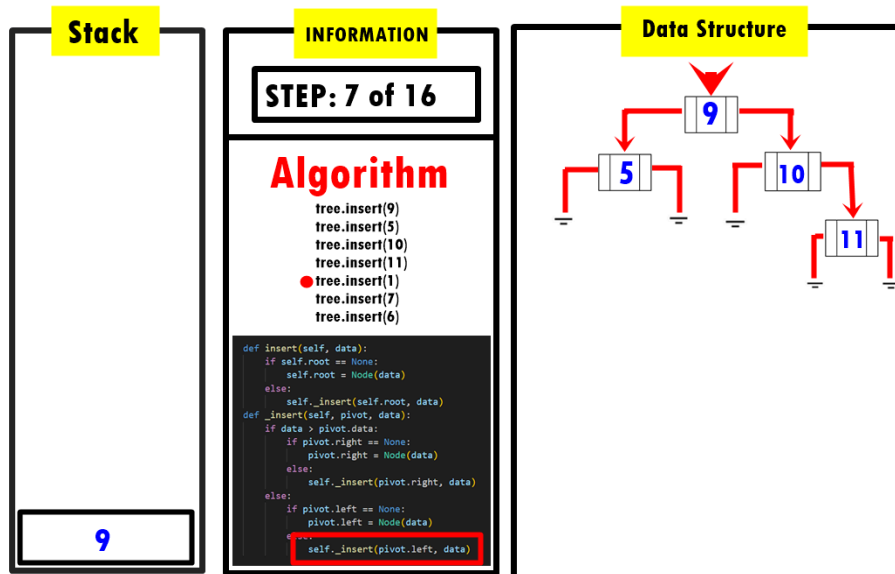 Stack
9
INFORMATION
STEP: 7 of 16
Algorithm
tree.insert(9)
tree.insert(5)
tree.insert(10)
tree.insert(11)
tree.insert(1)
tree.insert(7)
tree.insert(6)
def insert(self, data):
if self.root == None:
self.root = Node(data)
else:
self._insert(self.root, data)
def _insert(self, pivot, data):
if data > pivot.data:
if pivot.right == None:
pivot.right = Node(data)
else:
self._insert(pivot.right, data)
else:
if pivot.left == None:
pivot.left = Node(data)
else:
self._insert(pivot.left, data)
Data Structure
9
5
10
11